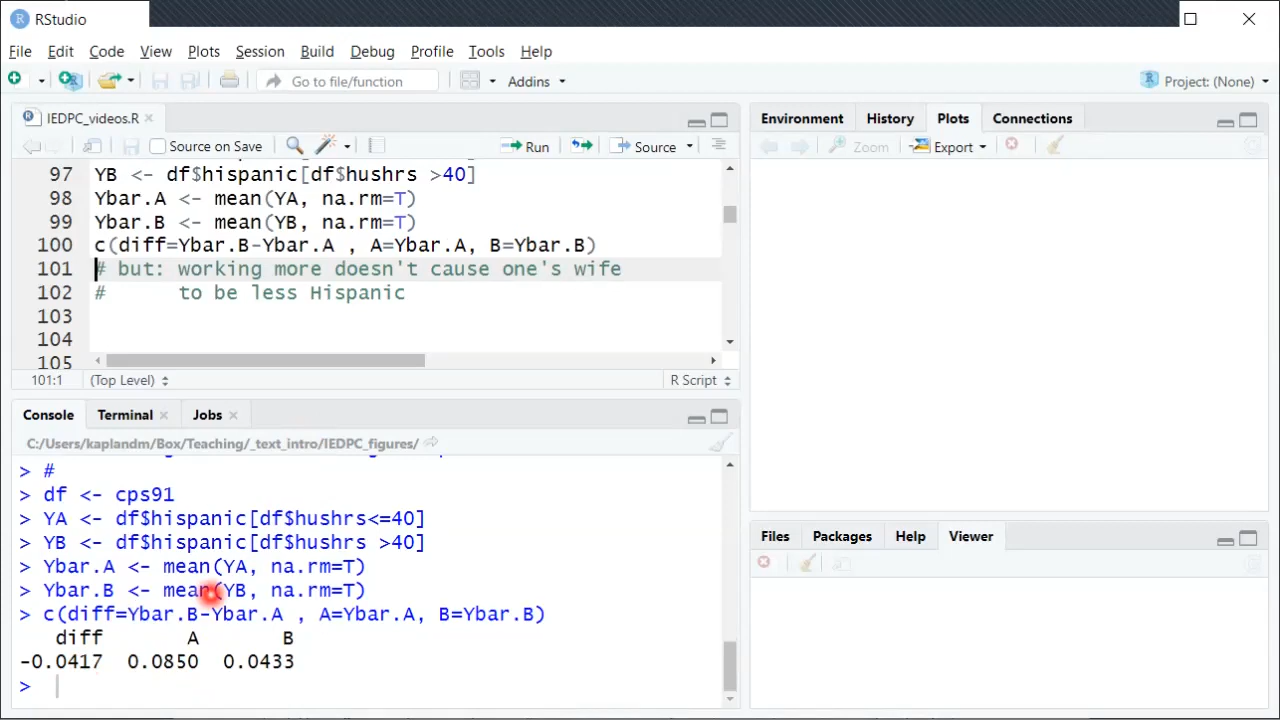 RStudio
File Edit Code View Plots Session Build Debug Profile Tools Help
Go to file/function Addins Project: (None)
IEDPC_videos.R
Source on Save Run Source
97 YB <- df$hispanic[df$hushrs >40]
98 Ybar.A <- mean(YA, na.rm=T)
99 Ybar.B <- mean(YB, na.rm=T)
100 c(diff=Ybar.B-Ybar.A , A=Ybar.A, B=Ybar.B)
101 # but: working more doesn't cause one's wife
102 # to be less Hispanic
103
104
105
101:1 (Top Level) R Script
Console Terminal Jobs
C:/Users/kaplandm/Box/Teaching/_text_intro/IEDPC_figures/
> #
> df <- cps91
> YA <- df$hispanic[df$hushrs<=40]
> YB <- df$hispanic[df$hushrs >40]
> Ybar.A <- mean(YA, na.rm=T)
> Ybar.B <- mean(YB, na.rm=T)
> c(diff=Ybar.B-Ybar.A , A=Ybar.A, B=Ybar.B)
diff A B
-0.0417 0.0850 0.0433
>
Environment History Plots Connections
Zoom Export
Files Packages Help Viewer